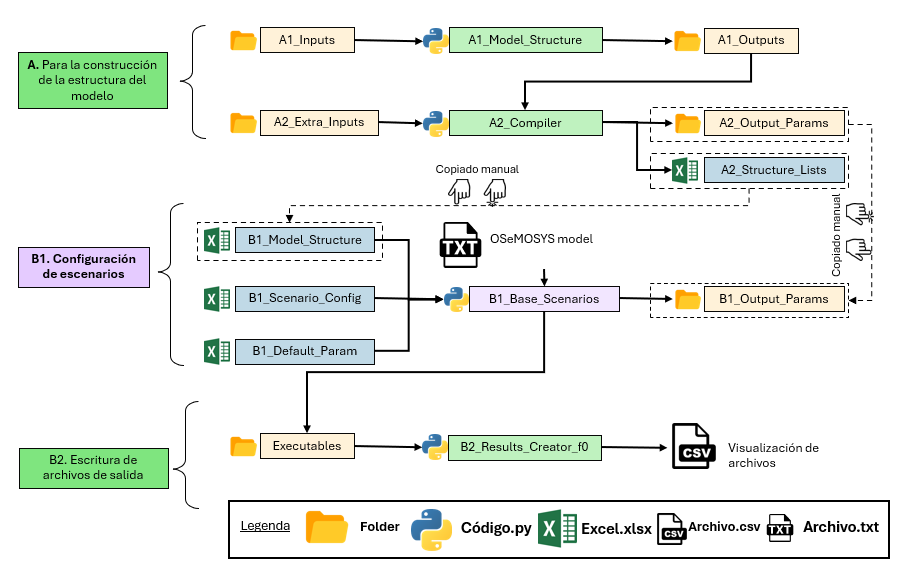 A1_Inputs
A1_Model_Structure
A1_Outputs
A. Para la construcción
de la estructura del
modelo
A2_Extra_Inputs
A2_Compiler
A2_Output_Params
A2_Structure_Lists
Copiado manual
Copiado manual
B1_Model_Structure
TXT
OSeMOSYS model
B1. Configuración
de escenarios
B1_Scenario_Config
B1_Base_Scenarios
B1_Output_Params
B1_Default_Param
B2. Escritura de
archivos de salida
Executables
B2_Results_Creator_f0
CSV
Visualización de
archivos
Legenda
Folder
Código.py
Excel.xlsx
CSV
Archivo.csv
TXT
Archivo.txt